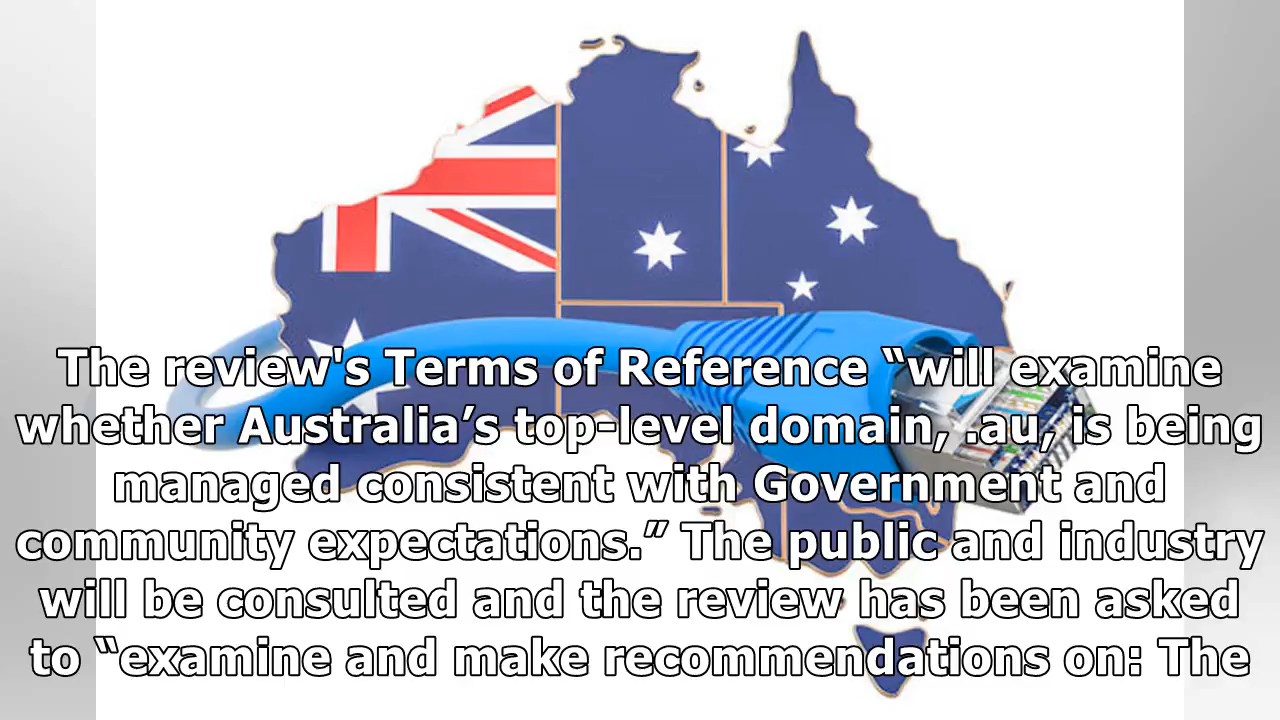 The review's Terms of Reference “will examine
whether Australia’s top-level domain, .au, is being
managed consistent with Government and
community expectations.” The public and industry
will be consulted and the review has been asked
to “examine and make recommendations on: The